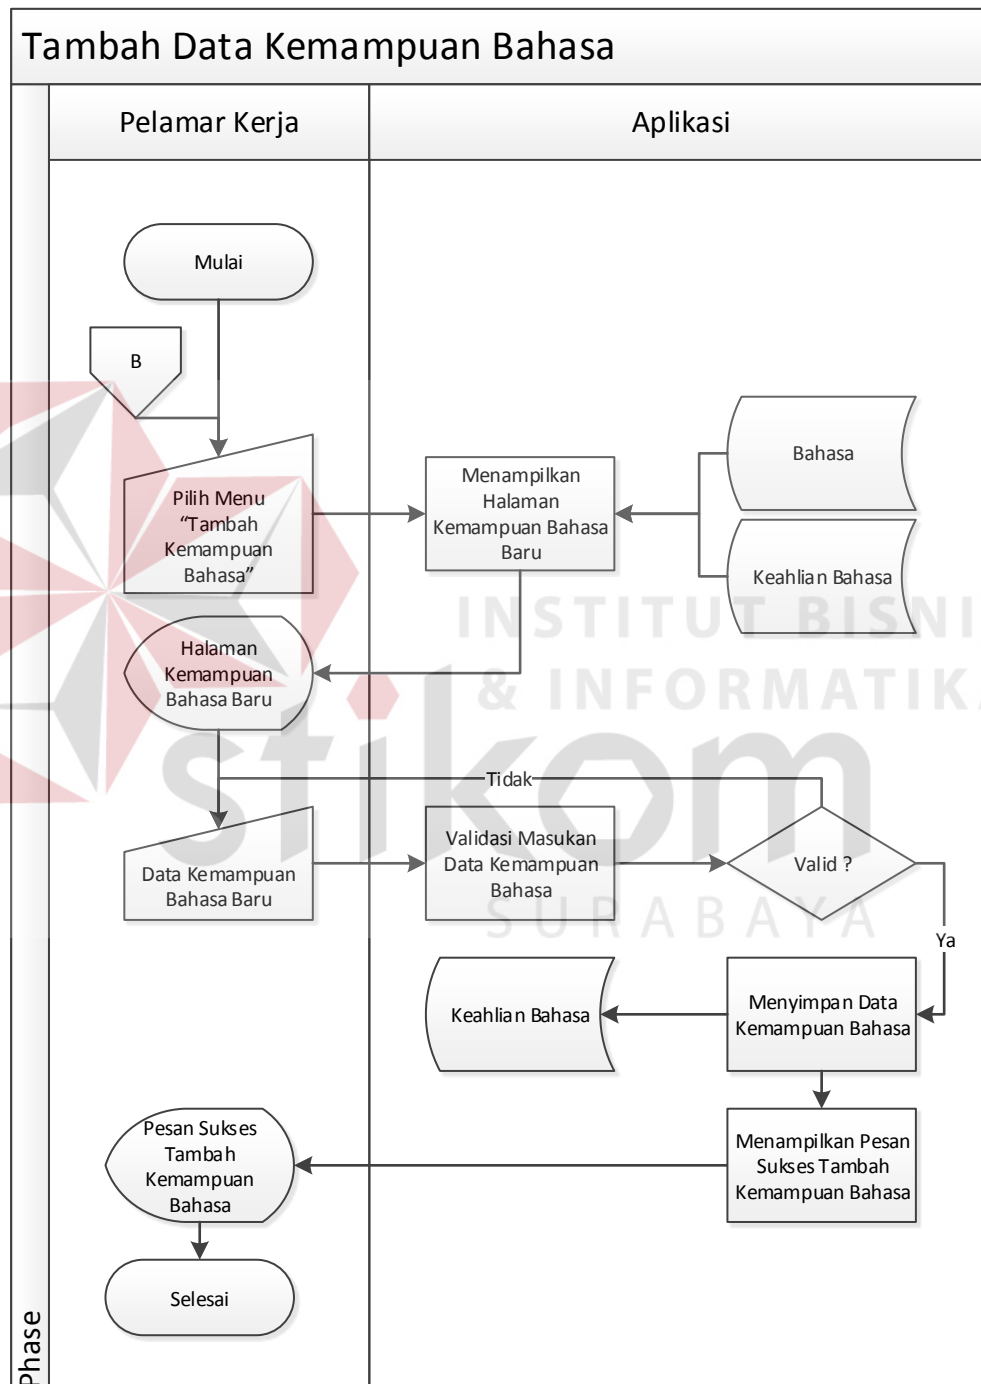 Tambah Data Kemampuan Bahasa
Pelamar Kerja
Aplikasi
Mulai
B
Pilih Menu
“Tambah
Kemampuan
Bahasa”
Menampilkan
Halaman
Kemampuan Bahasa
Baru
Bahasa
Keahlian Bahasa
Halaman
Kemampuan
Bahasa Baru
Tidak
Data Kemampuan
Bahasa Baru
Validasi Masukan
Data Kemampuan
Bahasa
Valid ?
Ya
Keahlian Bahasa
Menyimpan Data
Kemampuan Bahasa
Pesan Sukses
Tambah
Kemampuan
Bahasa
Menampilkan Pesan
Sukses Tambah
Kemampuan Bahasa
Selesai
Phase
INSTITUT BISNI
& INFORMATIKA
stikom
SURABAYA